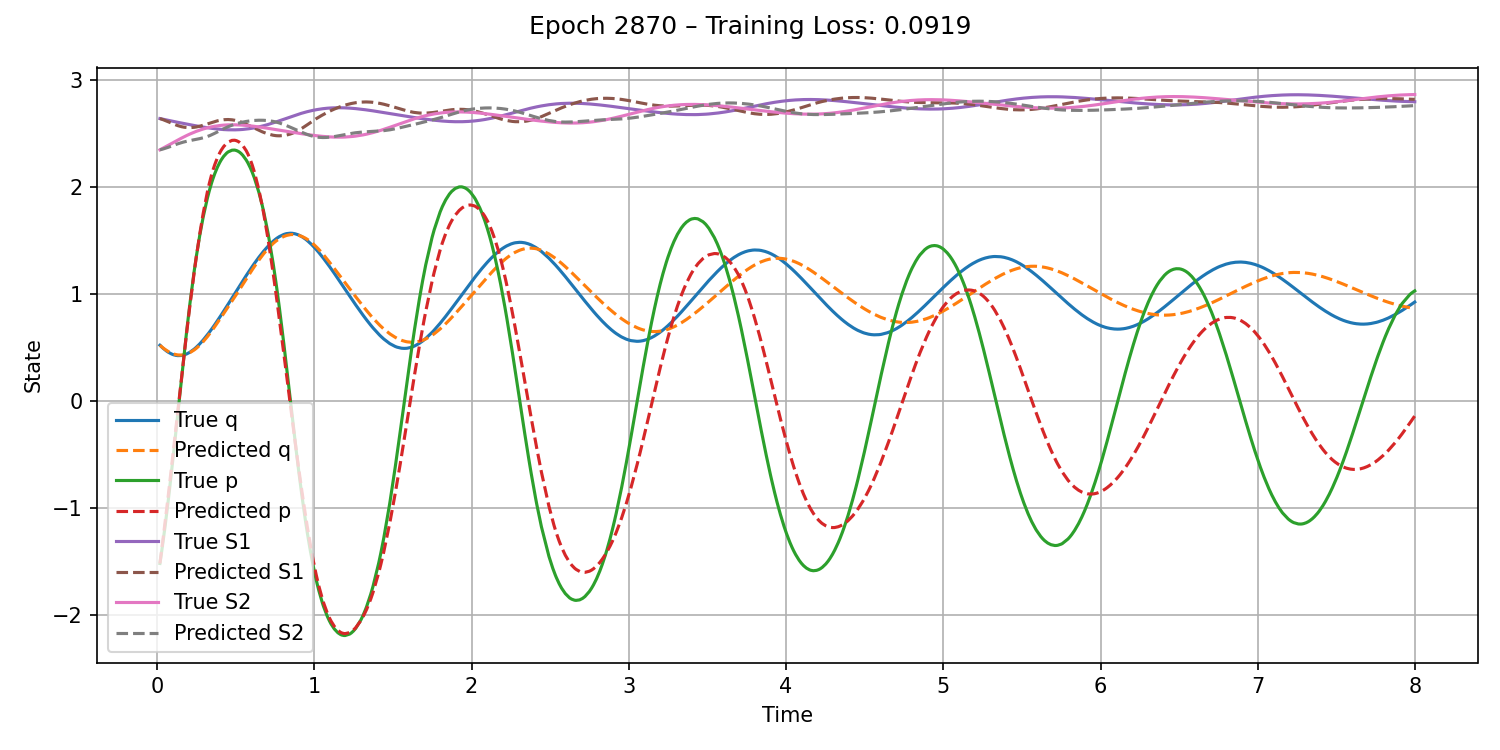 Epoch 2870 – Training Loss: 0.0919
3
2
1
0
−1
−2
State
True q
Predicted q
True p
Predicted p
True S1
Predicted S1
True S2
Predicted S2
0 1 2 3 4 5 6 7 8
Time